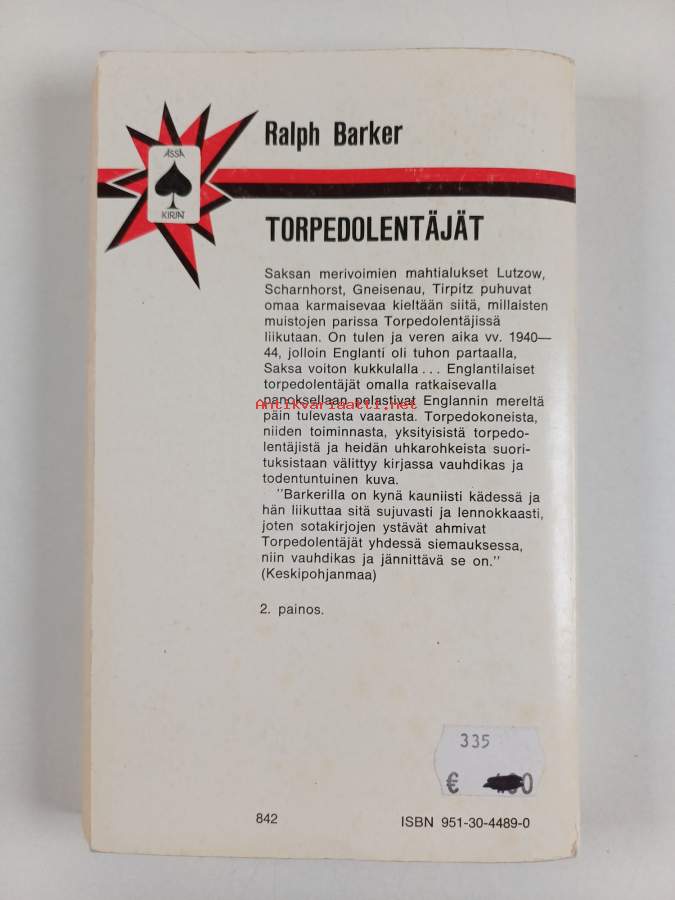 Ralph Barker
ÄSSÄ
KIRJAT
TORPEDOLENTÄJÄT
Saksan merivoimien mahtialukset Lutzow,
Scharnhorst, Gneisenau, Tirpitz puhuvat
omaa karmaisevaa kieltään siitä, millaisten
muistojen parissa Torpedolentäjissä
liikutaan. On tulen ja veren aika vv. 1940—
44, jolloin Englanti oli tuhon partaalla,
Saksa voiton kukkulalla... Englantilaiset
torpedolentäjät omalla ratkaisevalla
panoksellaan pelastivat Englannin mereltä
Antikvariaatti.net
päin tulevasta vaarasta. Torpedokoneista,
niiden toiminnasta, yksityisistä torpedo-
lentäjistä ja heidän uhkarohkeista suori-
tuksistaan välittyy kirjassa vauhdikas ja
todentuntuinen kuva.
"Barkerilla on kynä kauniisti kädessä ja
hän liikuttaa sitä sujuvasti ja lennokkaasti,
joten sotakirjojen ystävät ahmivat
Torpedolentäjät yhdessä siemauksessa,
niin vauhdikas ja jännittävä se on."
(Keskipohjanmaa)
2. painos.
335
€
842
ISBN 951-30-4489-0